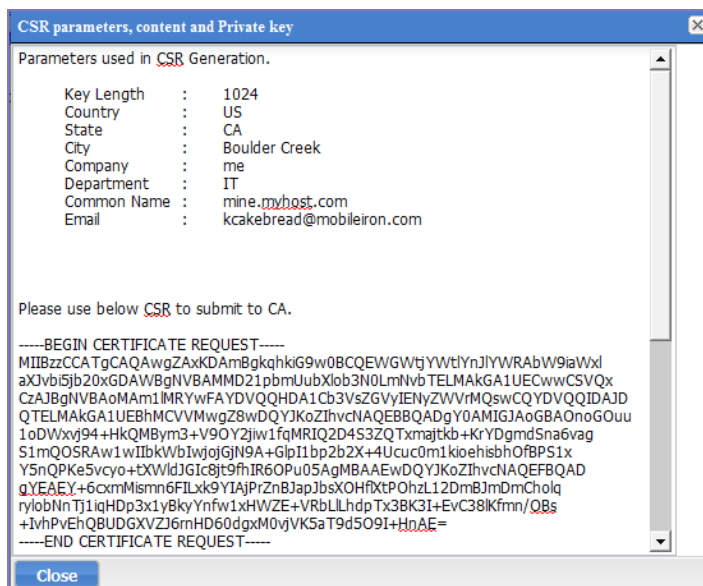 CSR parameters, content and Private key
Parameters used in CSR Generation.
Key Length : 1024
Country : US
State : CA
City : Boulder Creek
Company : me
Department : IT
Common Name : mine.myhost.com
Email : kcakebread@mobileiron.com
Please use below CSR to submit to CA.
-----BEGIN CERTIFICATE REQUEST-----
MIIBzzCCATgCAQAwgZAxKDAmBgkqhkiG9w0BCQEWGWtjYWtlYnJlYWRAbW9iaWxl
aXJvbi5jb20xGDAWBgNVBAMMD21pbmUubXlob3N0LmNvbTELMAkGA1UECwwCSVQx
CzAJBgNVBAoMAm1lMRYwFAYDVQQHDA1Cb3VsZGVyIENyZWVrMQswCQYDVQQIDAJD
QTELMAkGA1UEBhMCVVMwgZ8wDQYJKoZIhvcNAQEBBQADgY0AMIGJAoGBAOnoGOuu
1oDWxvj94+HkQMBym3+V9OY2jiw1fqMRIQ2D4S3ZQTxmajtkb+KrYDgmdSna6vag
S1mQOSRAw1wIIbkWbIwjojGjN9A+GlpI1bp2b2X+4Ucuc0m1kioehisbhOfBPS1x
Y5nQPKe5vcyo+tXWldJGIc8jt9fhIR6OPu05AgMBAAEwDQYJKoZIhvcNAQEFBQAD
gYEAEY+6cxmMismn6FILxk9YIAjPrZnBJapJbsXOHflXtPOhzL12DmBJmDmCholq
rylobNnTj1iqHDp3x1yBkyYnfw1xHWZE+VRbLlLhdpTx3BK3I+EvC38lKfmn/OBs
+IvhPvEhQBUDGXVZJ6rnHD60dgxM0vjVK5aT9d5O9I+HnAE=
-----END CERTIFICATE REQUEST-----
Close